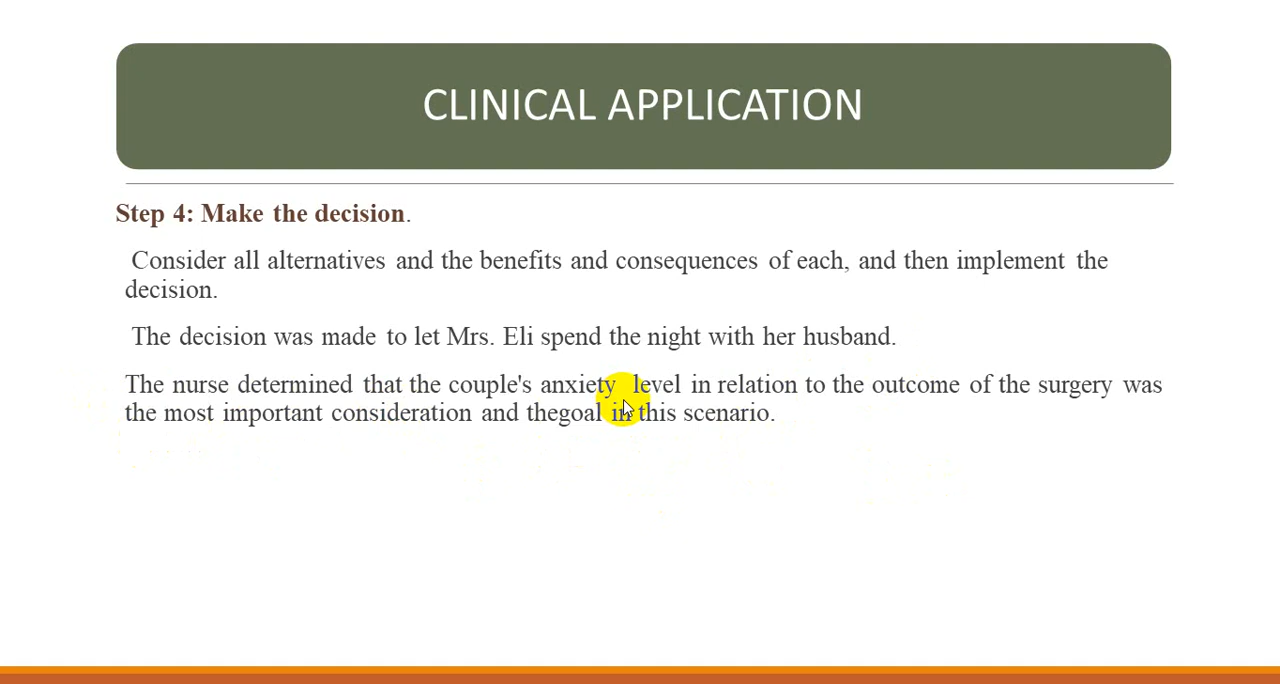 CLINICAL APPLICATION
Step 4: Make the decision.
Consider all alternatives and the benefits and consequences of each, and then implement the
decision.
The decision was made to let Mrs. Eli spend the night with her husband.
The nurse determined that the couple's anxiety level in relation to the outcome of the surgery was
the most important consideration and thegoal in this scenario.